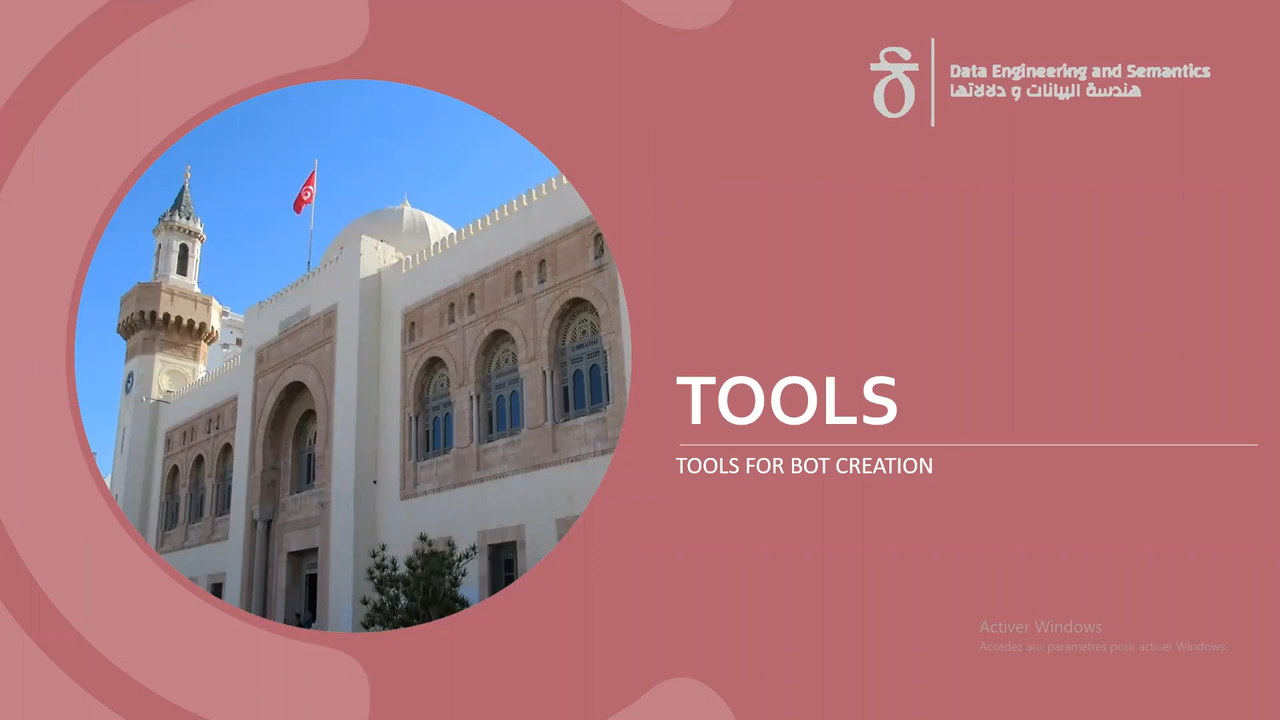 Data Engineering and Semantics
هندسة البيانات و دلالاتها
TOOLS
TOOLS FOR BOT CREATION
Activer Windows
Accédez aux paramètres pour activer Windows.